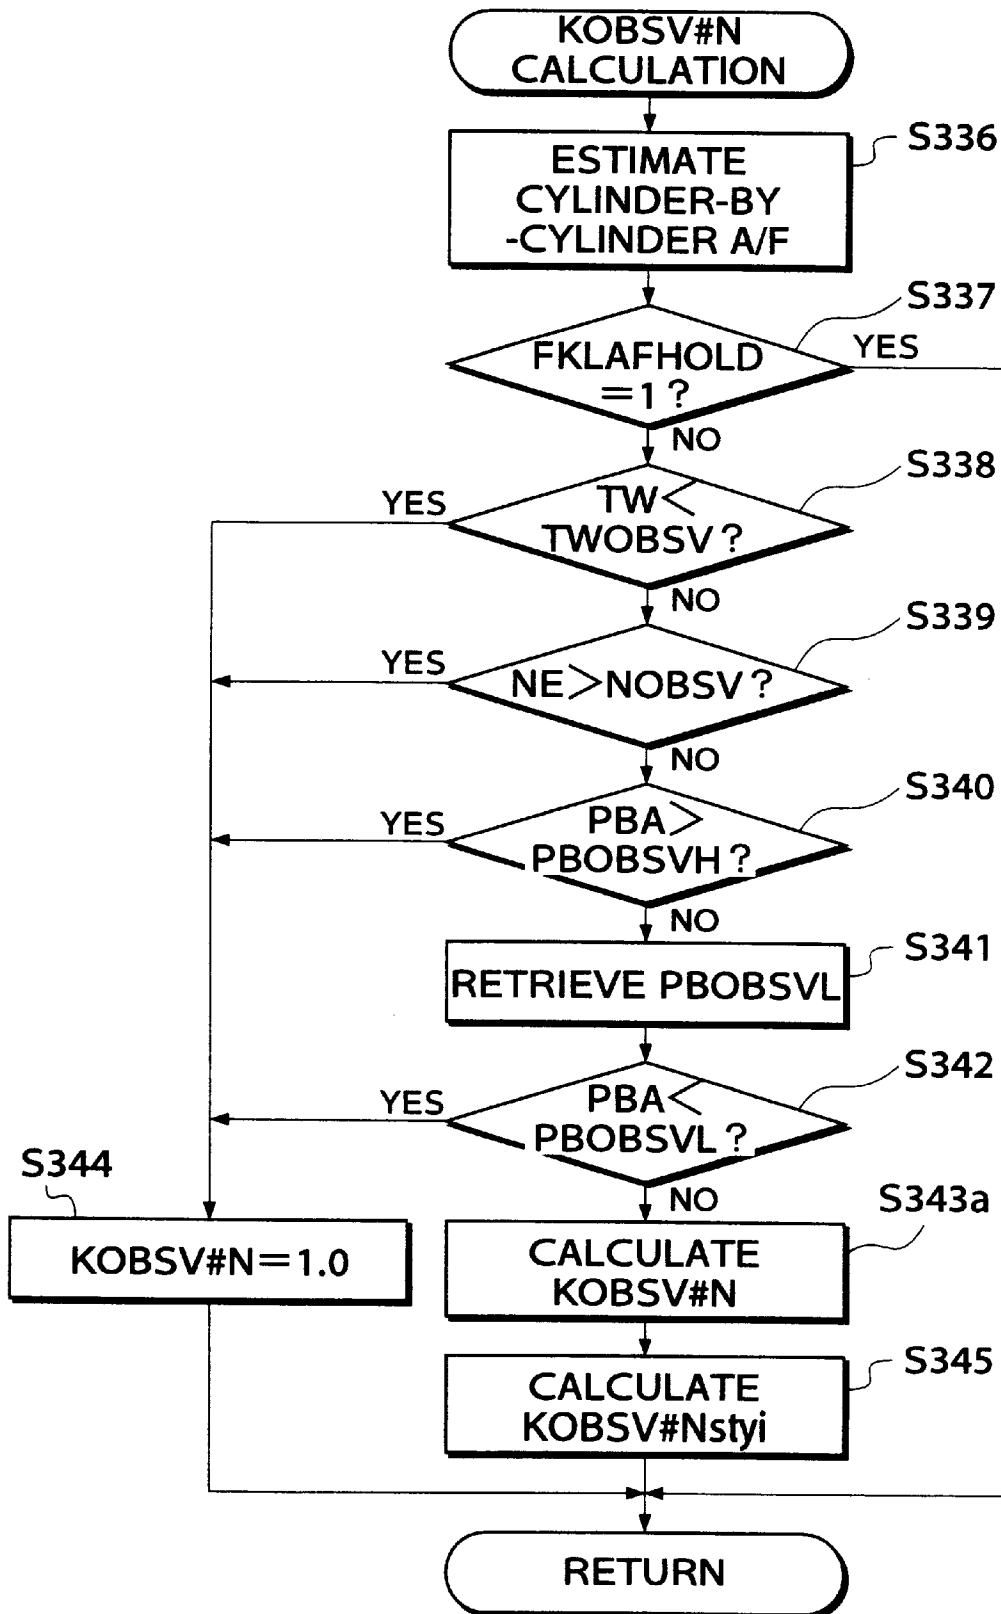 KOBSV#N
CALCULATION
S336
ESTIMATE
CYLINDER-BY
-CYLINDER A/F
S337
FKLAFHOLD
=1?
YES
NO
S338
TW<
TWOBSV?
YES
NO
S339
NE>NOBSV?
YES
NO
S340
PBA>
PBOBSVH?
YES
NO
S341
RETRIEVE PBOBSVL
S342
PBA<
PBOBSVL?
YES
NO
S344
KOBSV#N=1.0
S343a
CALCULATE
KOBSV#N
S345
CALCULATE
KOBSV#Nstyi
RETURN